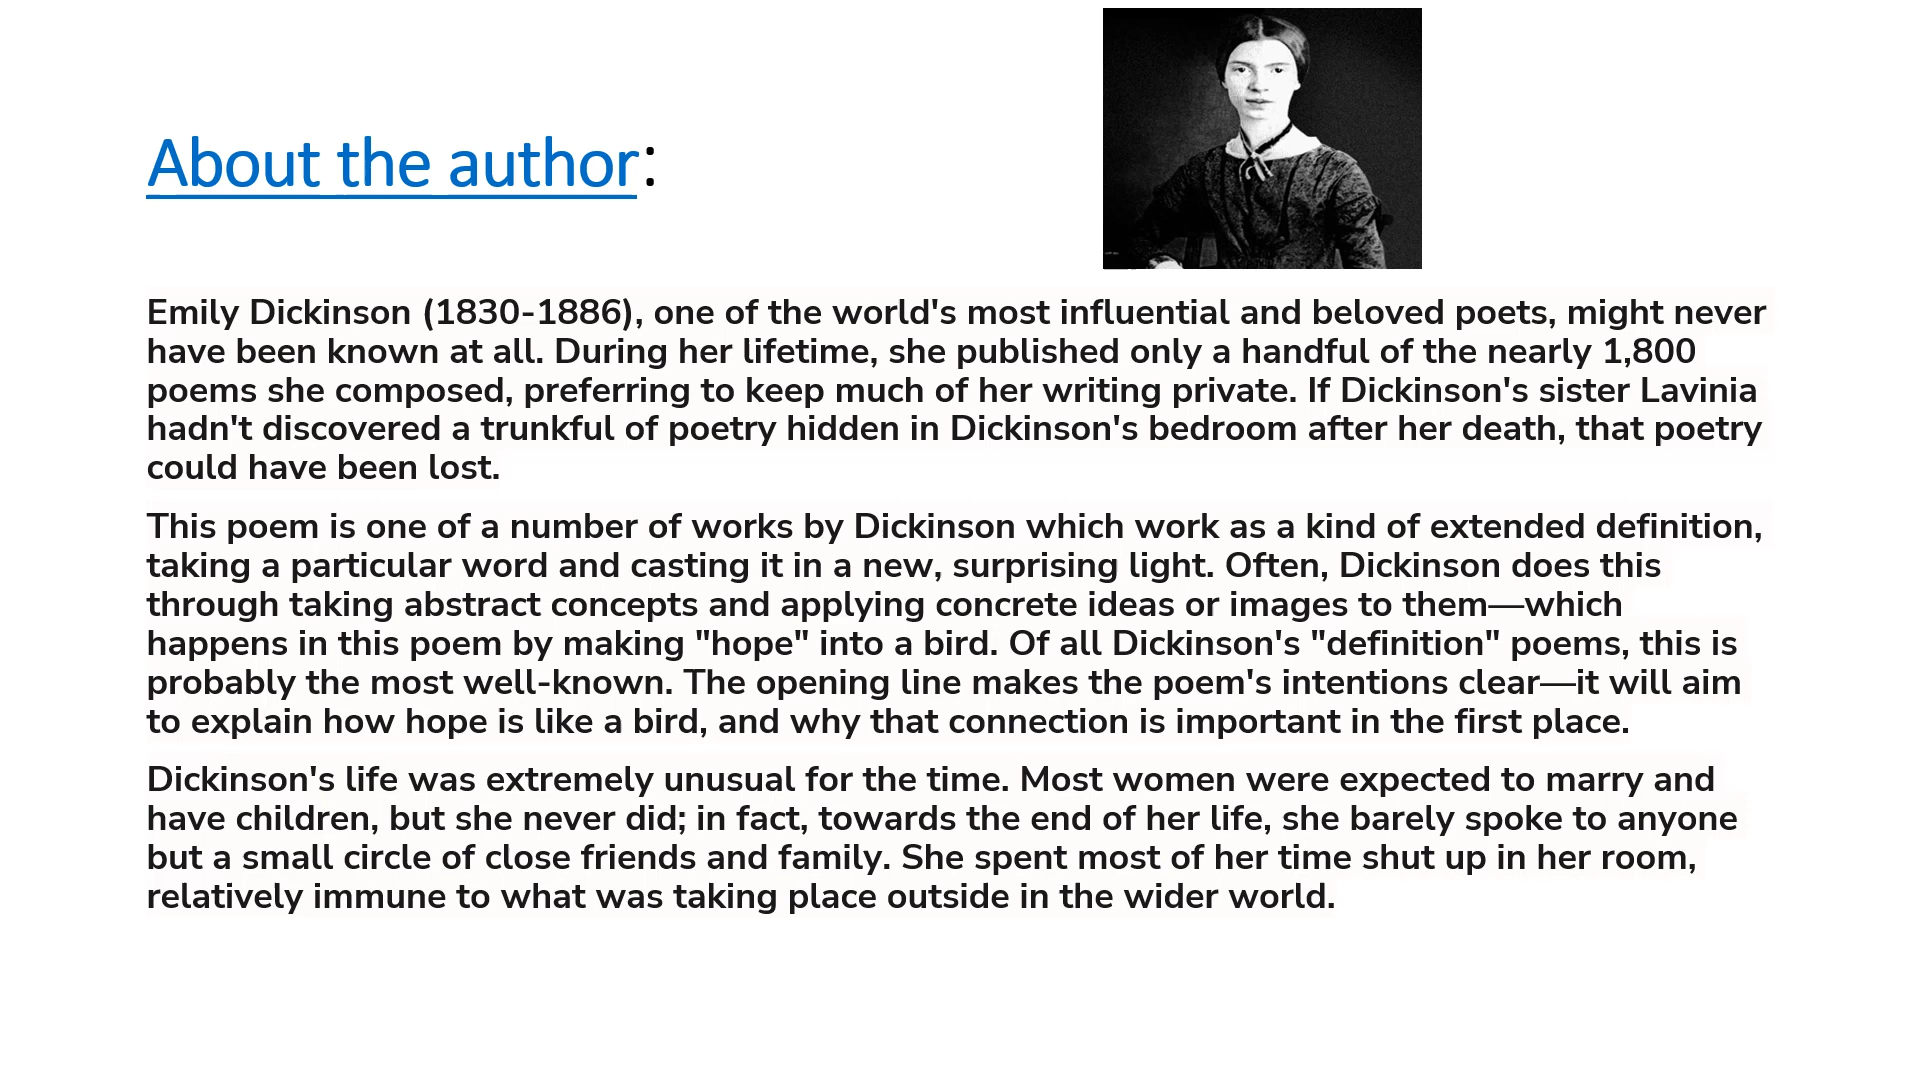 About the author:
Emily Dickinson (1830-1886), one of the world's most influential and beloved poets, might never
have been known at all. During her lifetime, she published only a handful of the nearly 1,800
poems she composed, preferring to keep much of her writing private. If Dickinson's sister Lavinia
hadn't discovered a trunkful of poetry hidden in Dickinson's bedroom after her death, that poetry
could have been lost.
This poem is one of a number of works by Dickinson which work as a kind of extended definition,
taking a particular word and casting it in a new, surprising light. Often, Dickinson does this
through taking abstract concepts and applying concrete ideas or images to them—which
happens in this poem by making "hope" into a bird. Of all Dickinson's "definition" poems, this is
probably the most well-known. The opening line makes the poem's intentions clear—it will aim
to explain how hope is like a bird, and why that connection is important in the first place.
Dickinson's life was extremely unusual for the time. Most women were expected to marry and
have children, but she never did; in fact, towards the end of her life, she barely spoke to anyone
but a small circle of close friends and family. She spent most of her time shut up in her room,
relatively immune to what was taking place outside in the wider world.